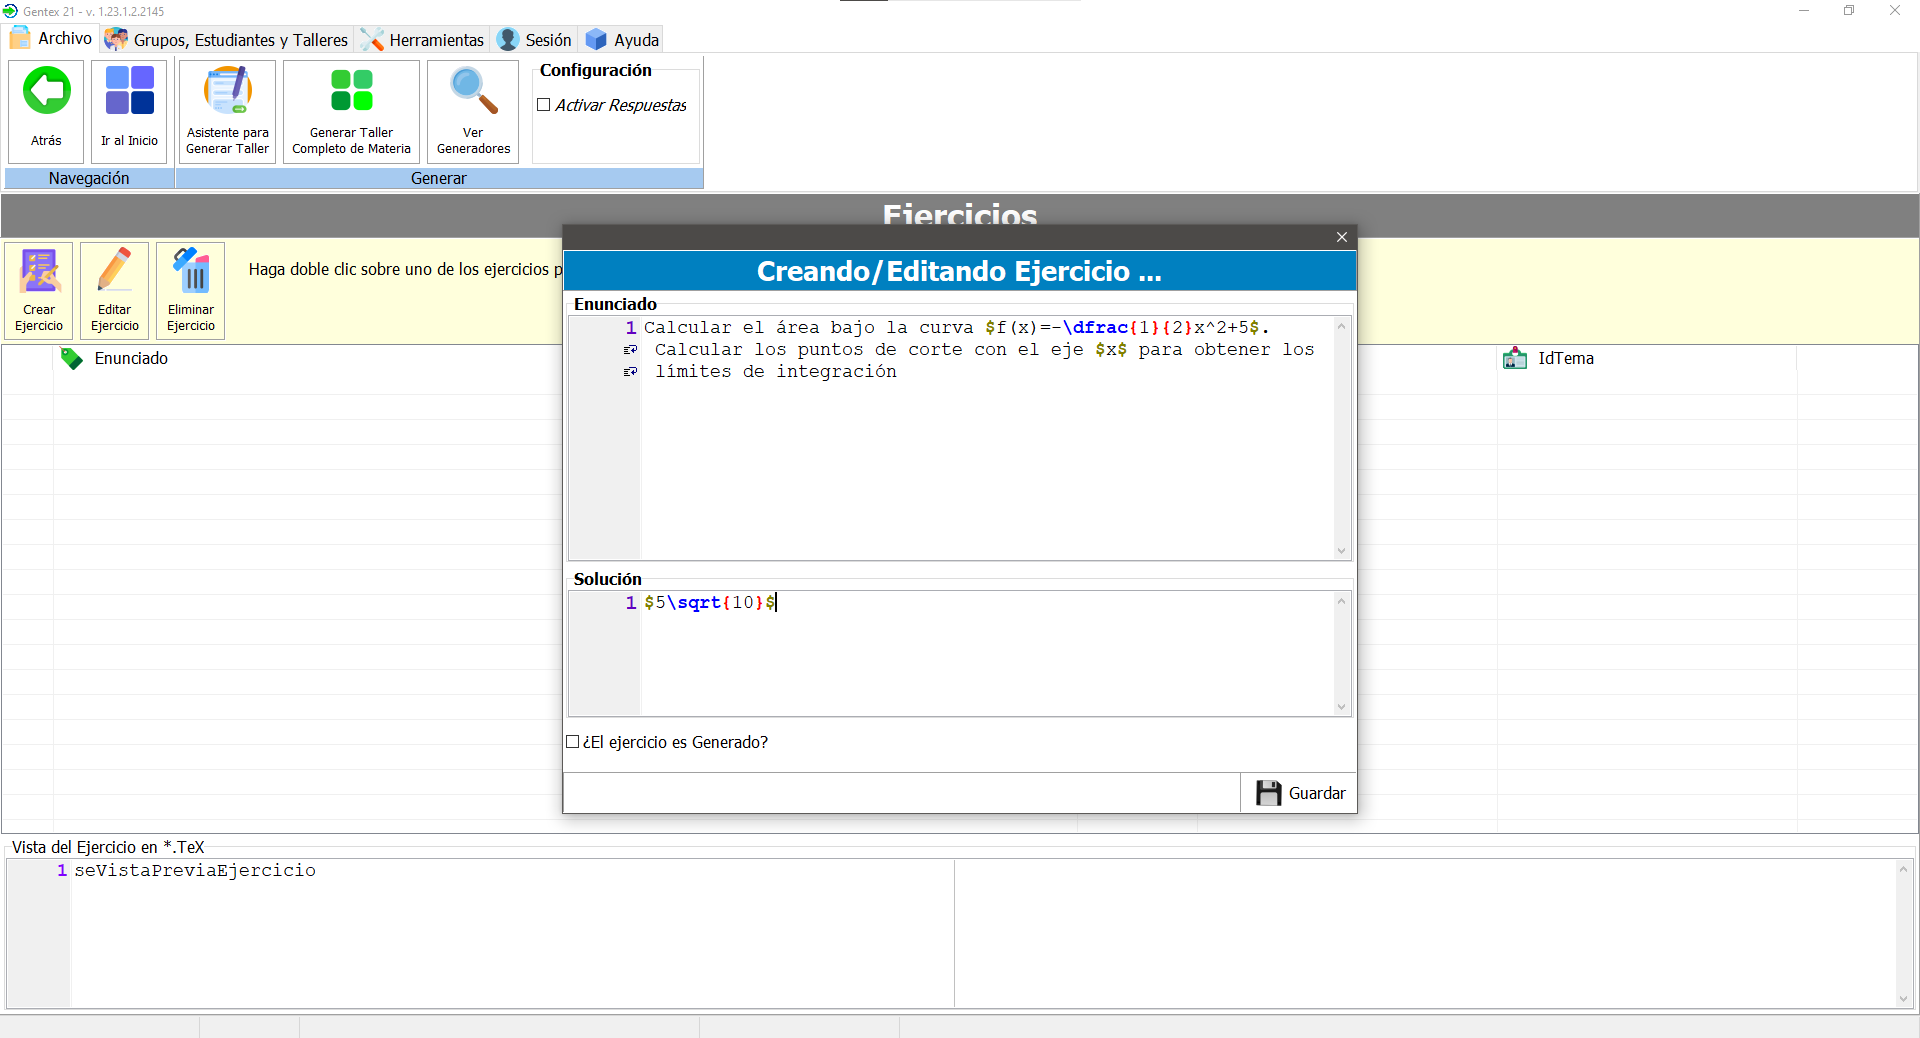 Gentex 21 - v. 1.23.1.2.2145
Archivo
Grupos, Estudiantes y Talleres
Herramientas
Sesión
Ayuda
Atrás
Ir al Inicio
Navegación
Asistente para
Generar Taller
Generar Taller
Completo de Materia
Ver
Generadores
Configuración
Activar Respuestas
Generar
Ejercicios
Crear
Ejercicio
Editar
Ejercicio
Eliminar
Ejercicio
Haga doble clic sobre uno de los ejercicios p
Enunciado
IdTema
Creando/Editando Ejercicio ...
Enunciado
1 Calcular el área bajo la curva $f(x)=-\dfrac{1}{2}x^2+5$.
Calcular los puntos de corte con el eje $x$ para obtener los
límites de integración
Solución
1 $5\sqrt{10}$
¿El ejercicio es Generado?
Guardar
Vista del Ejercicio en *.TeX
1 seVistaPreviaEjercicio